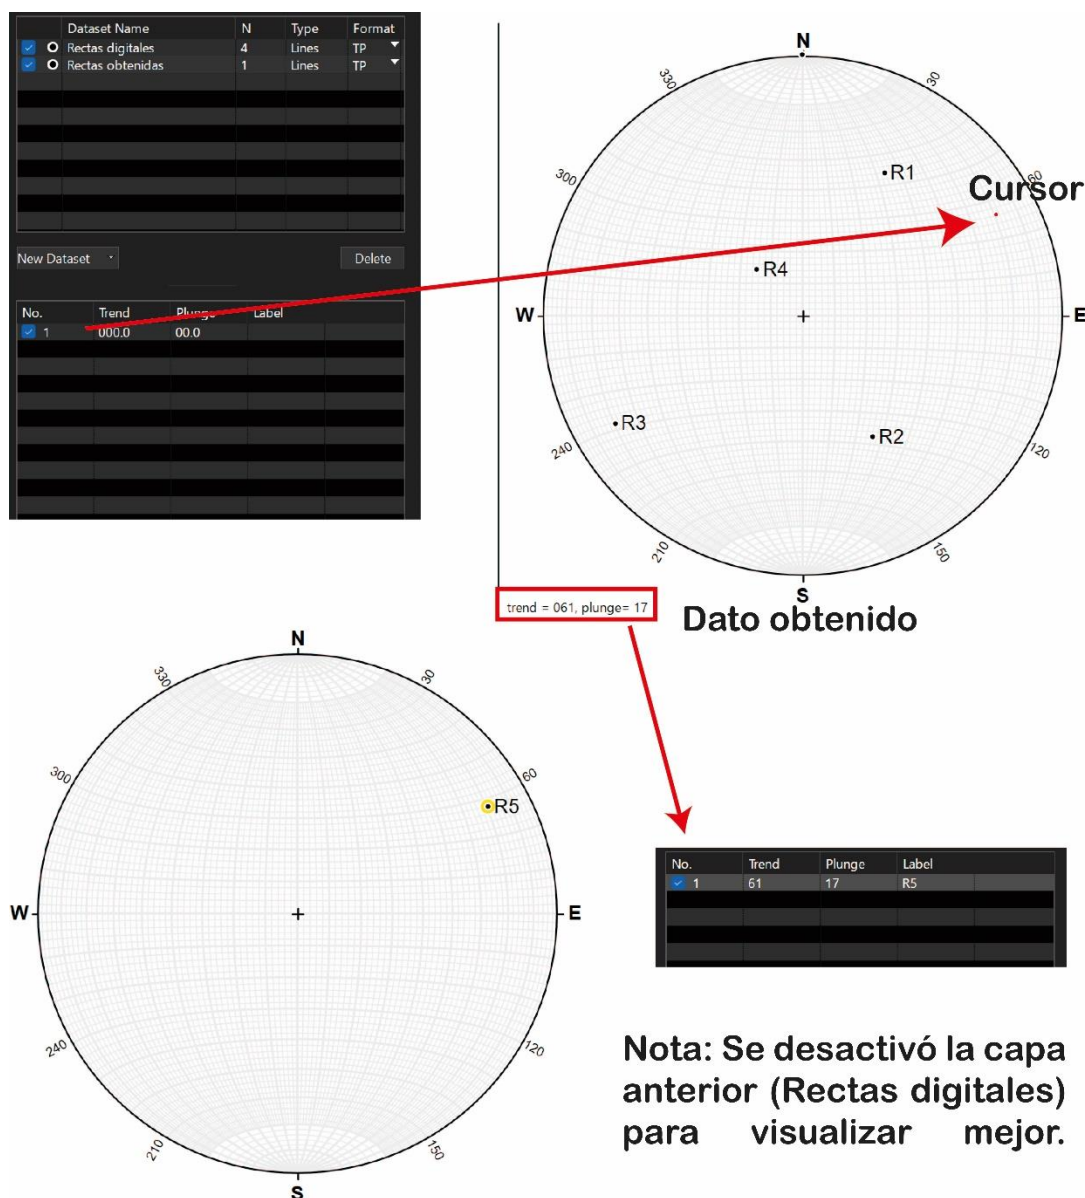 Dataset Name N Type Format
Rectas digitales 4 Lines TP
Rectas obtenidas 1 Lines TP
New Dataset Delete
No. Trend Plunge Label
1 000.0 00.0
N
330 30
300 60
R1
Cursor
R4
W E
R3
R2
240 120
210 150
S
trend = 061, plunge= 17
Dato obtenido
N
330 30
300 60
R5
W E
240 120
210 150
S
No. Trend Plunge Label
1 61 17 R5
Nota: Se desactivó la capa
anterior (Rectas digitales)
para visualizar mejor.